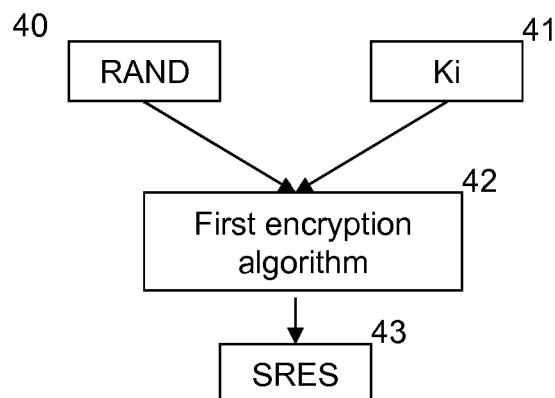 40
41
RAND
Ki
42
First encryption
algorithm
43
SRES